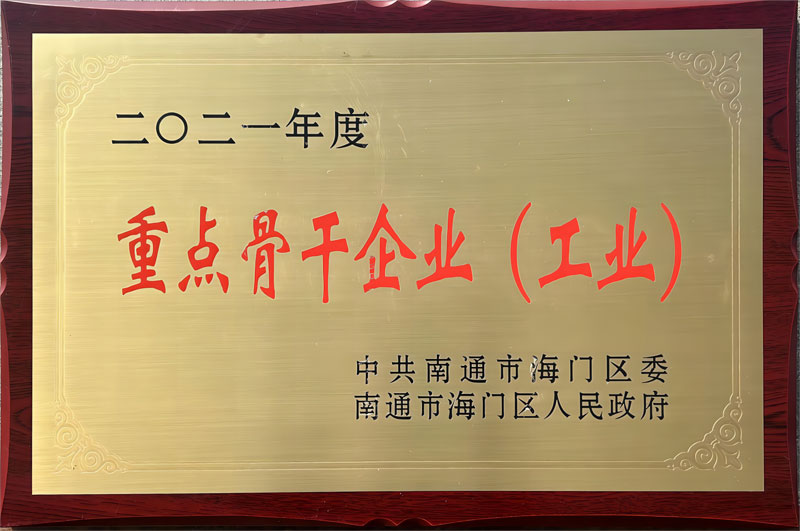 二〇二一年度
重点骨干企业（工业）
中共南通市海门区委
南通市海门区人民政府